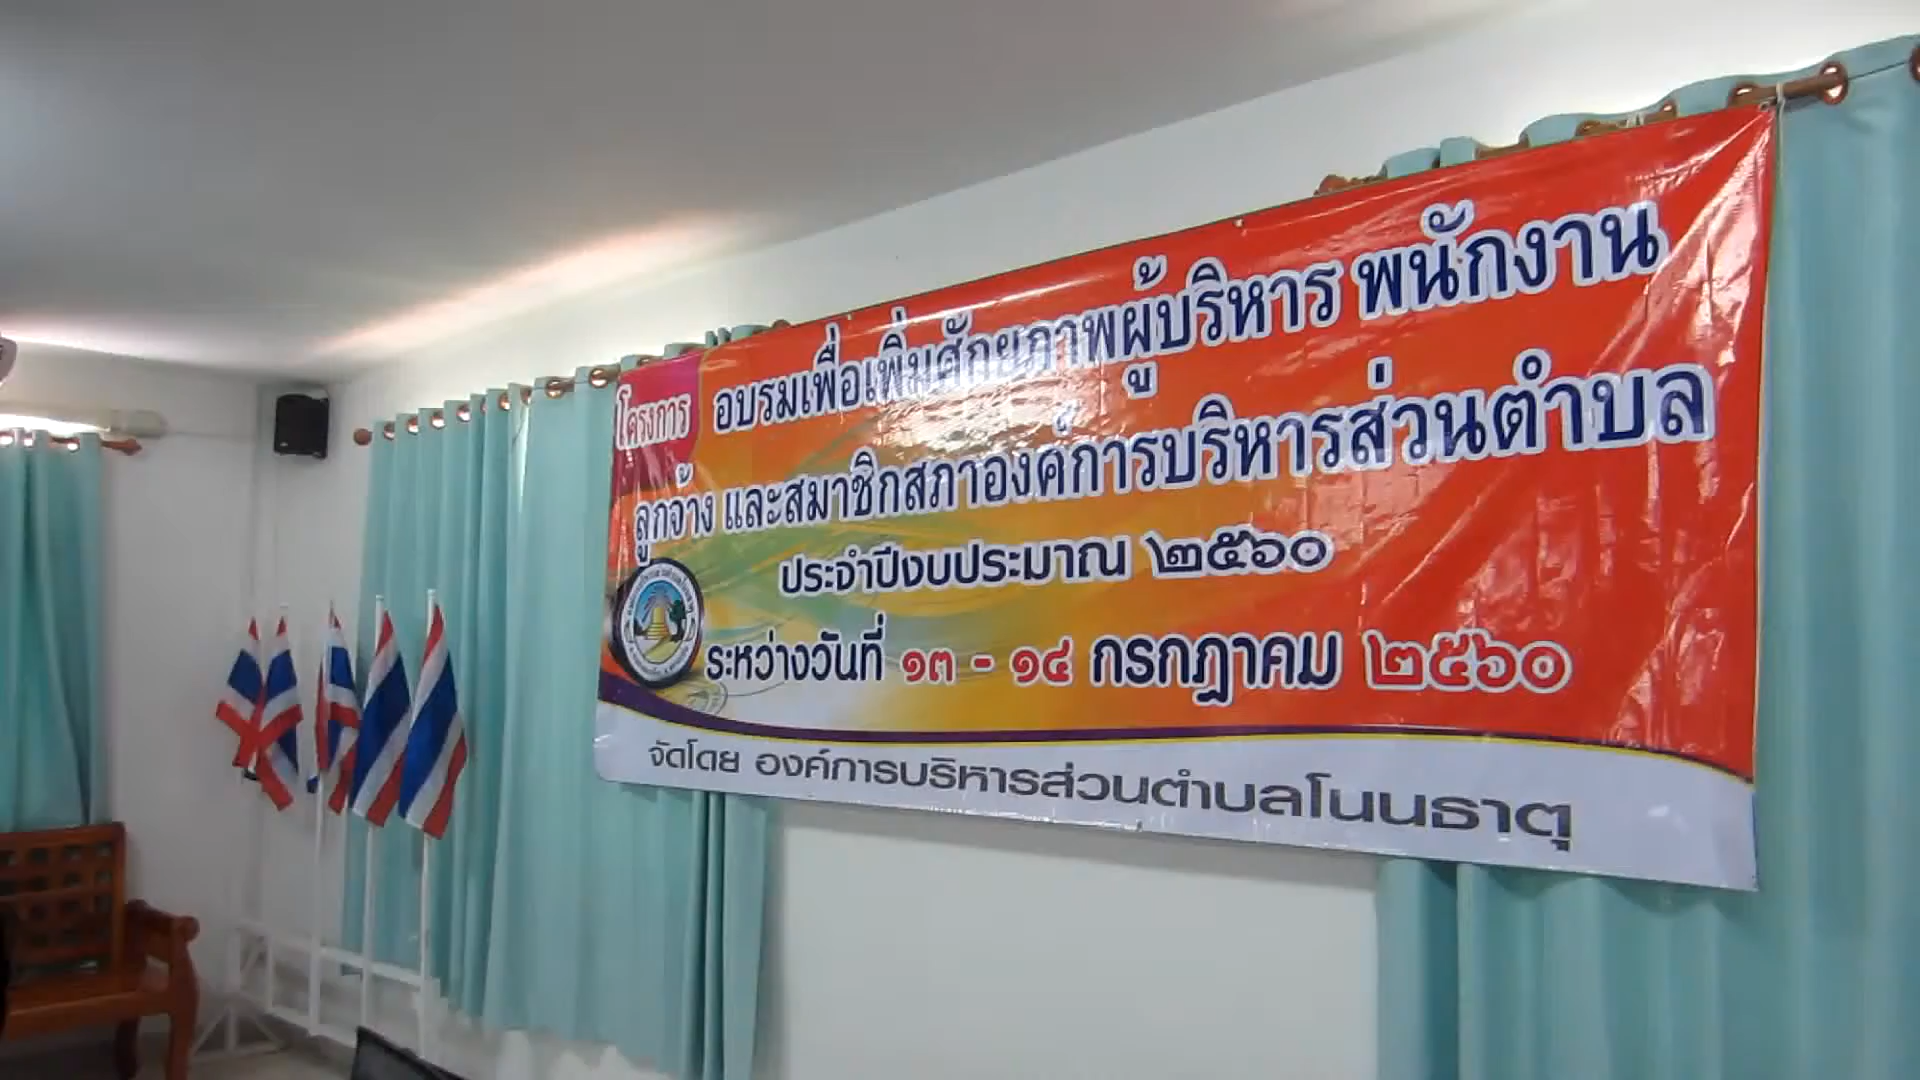 โครงการ อบรมเพื่อเพิ่มศักยภาพผู้บริหาร พนักงาน
ลูกจ้าง และสมาชิกสภาองค์การบริหารส่วนตำบล
ประจำปีงบประมาณ ๒๕๖๐
ระหว่างวันที่ ๑๓ - ๑๔ กรกฎาคม ๒๕๖๐
จัดโดย องค์การบริหารส่วนตำบลโนนธาตุ